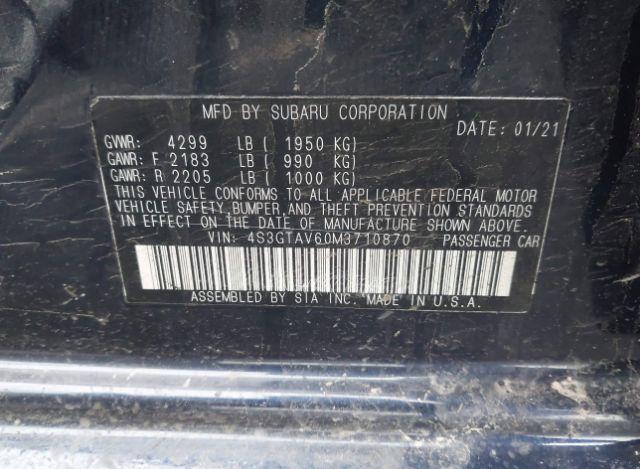 MFD BY SUBARU CORPORATION
DATE: 01/21
GVWR: 4299 LB ( 1950 KG)
GAWR: F 2183 LB ( 990 KG)
GAWR: R 2205 LB ( 1000 KG)
THIS VEHICLE CONFORMS TO ALL APPLICABLE FEDERAL MOTOR
VEHICLE SAFETY, BUMPER, AND THEFT PREVENTION STANDARDS
IN EFFECT ON THE DATE OF MANUFACTURE SHOWN ABOVE.
VIN: 4S3GTAV60M3710870 PASSENGER CAR
ASSEMBLED BY SIA INC. MADE IN U.S.A.